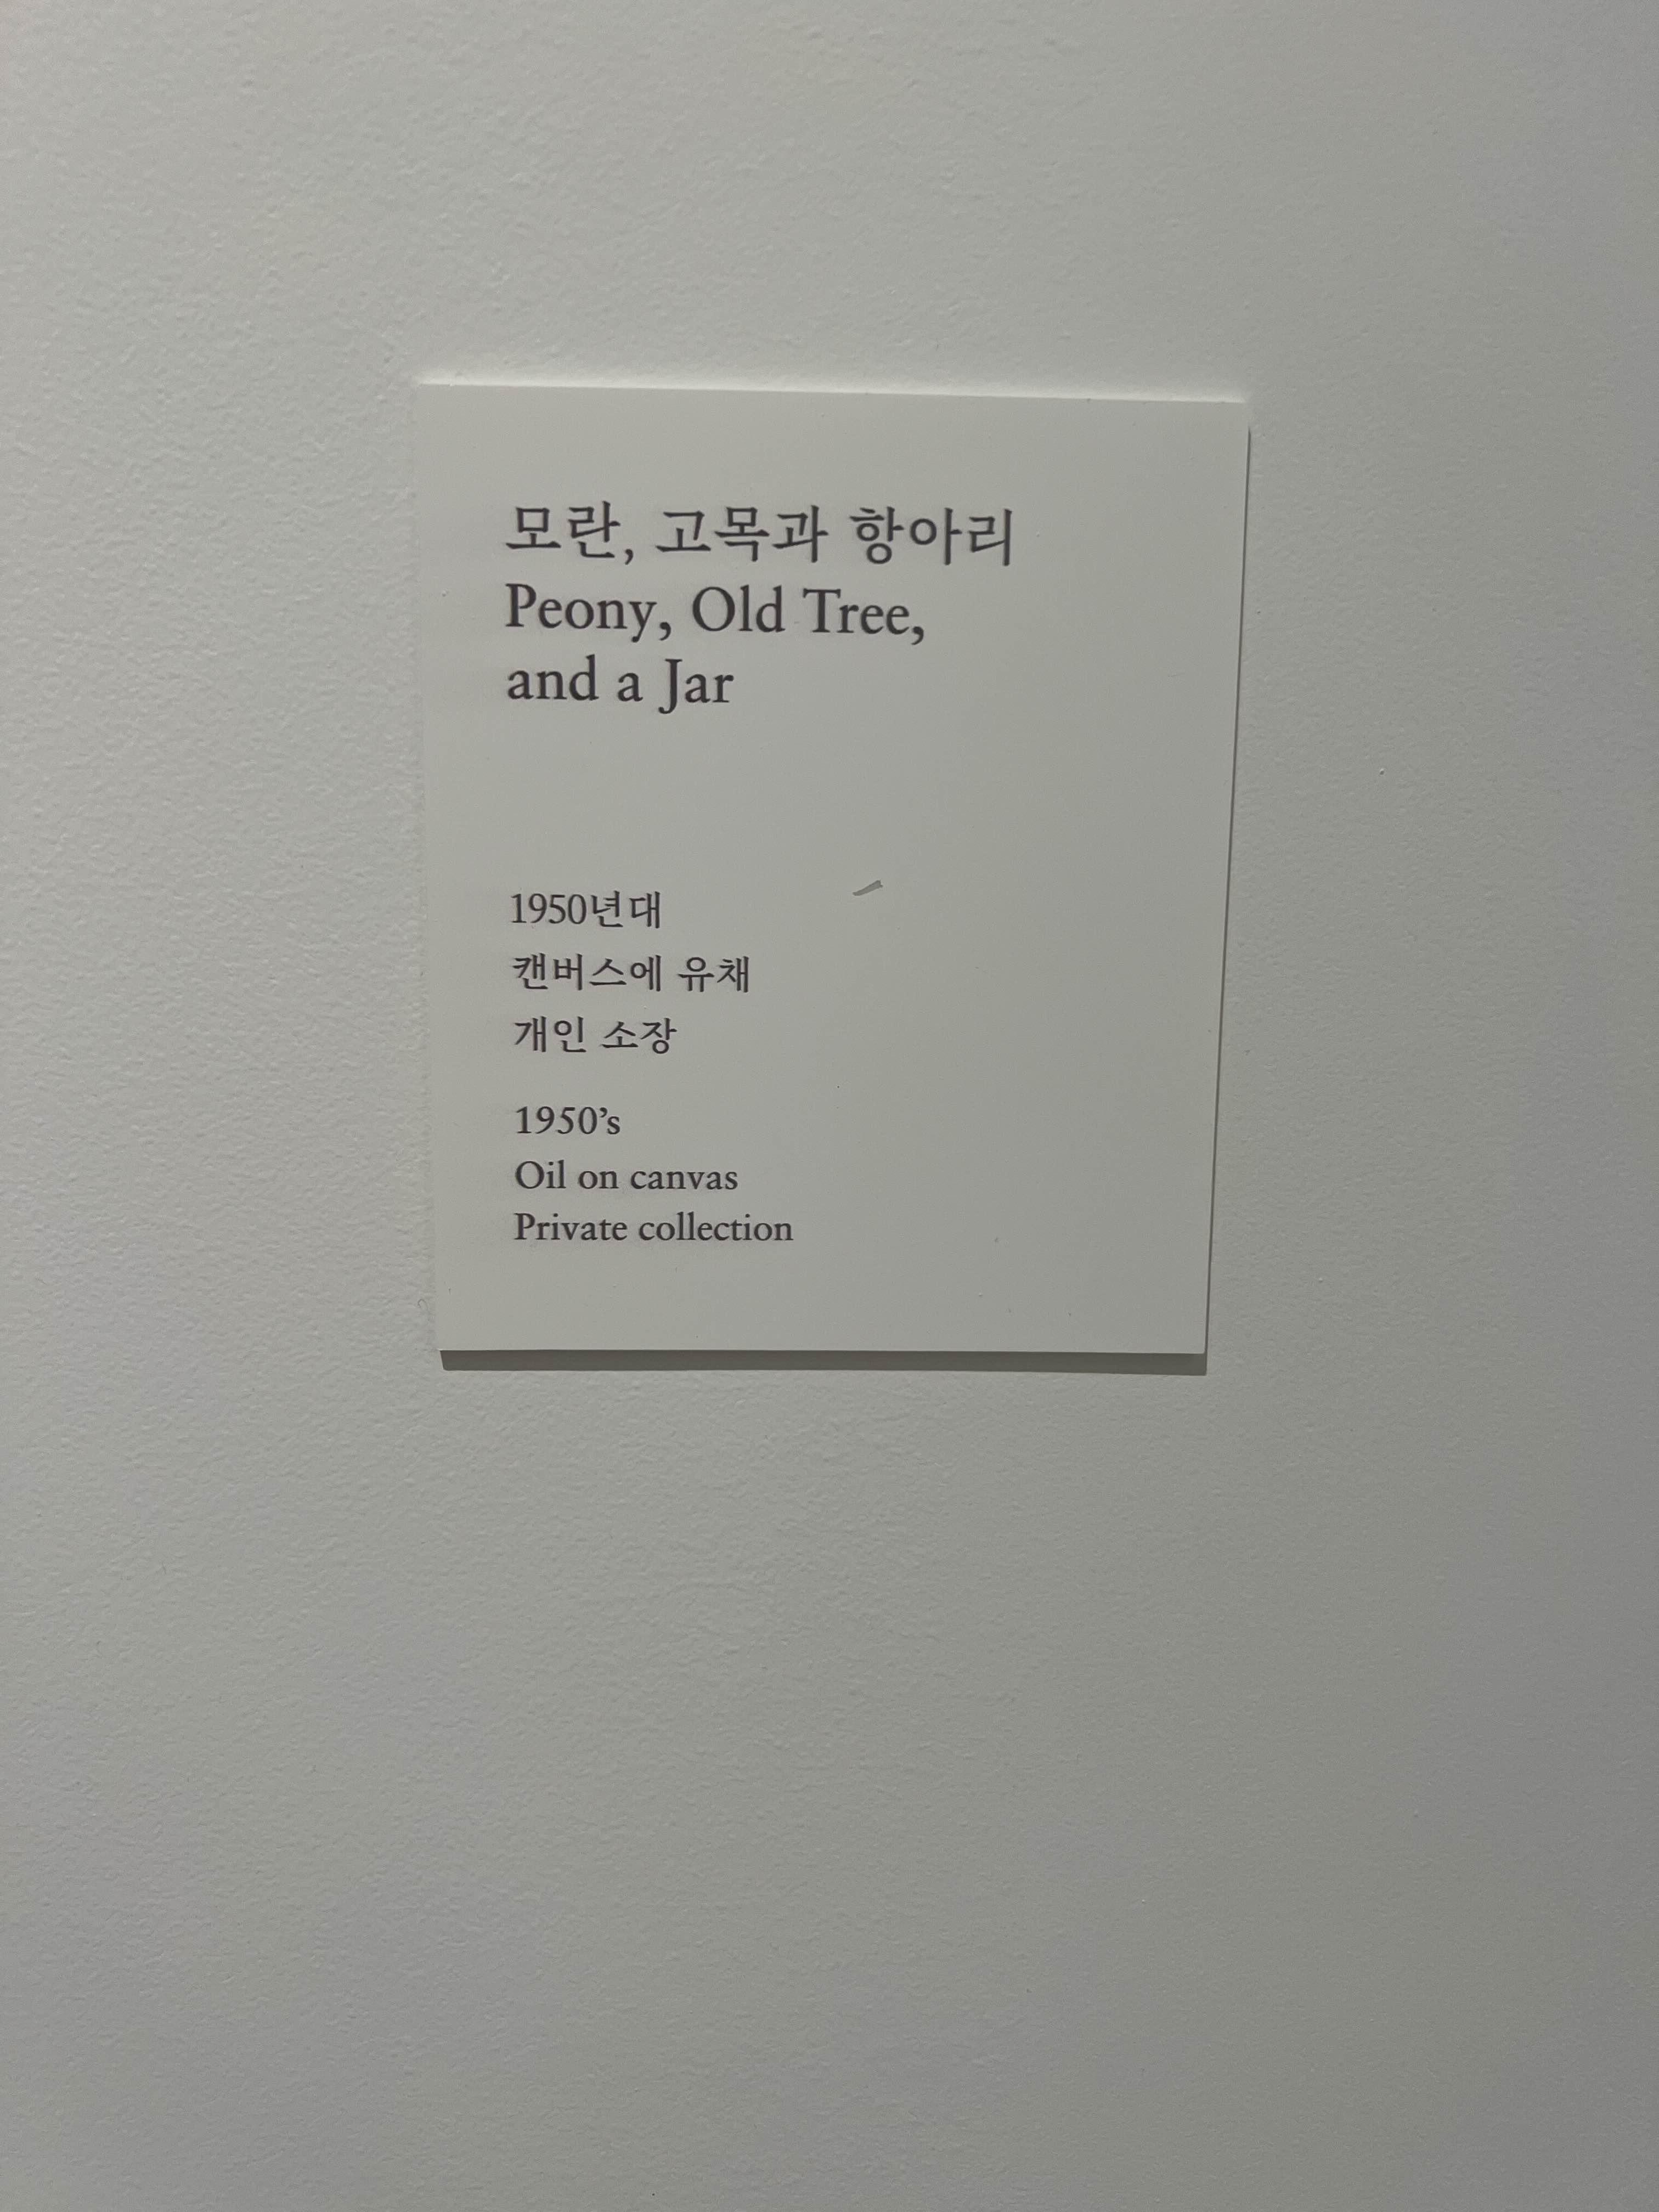 모란, 고목과 항아리
Peony, Old Tree,
and a Jar
1950년대
캔버스에 유채
개인 소장
1950’s
Oil on canvas
Private collection